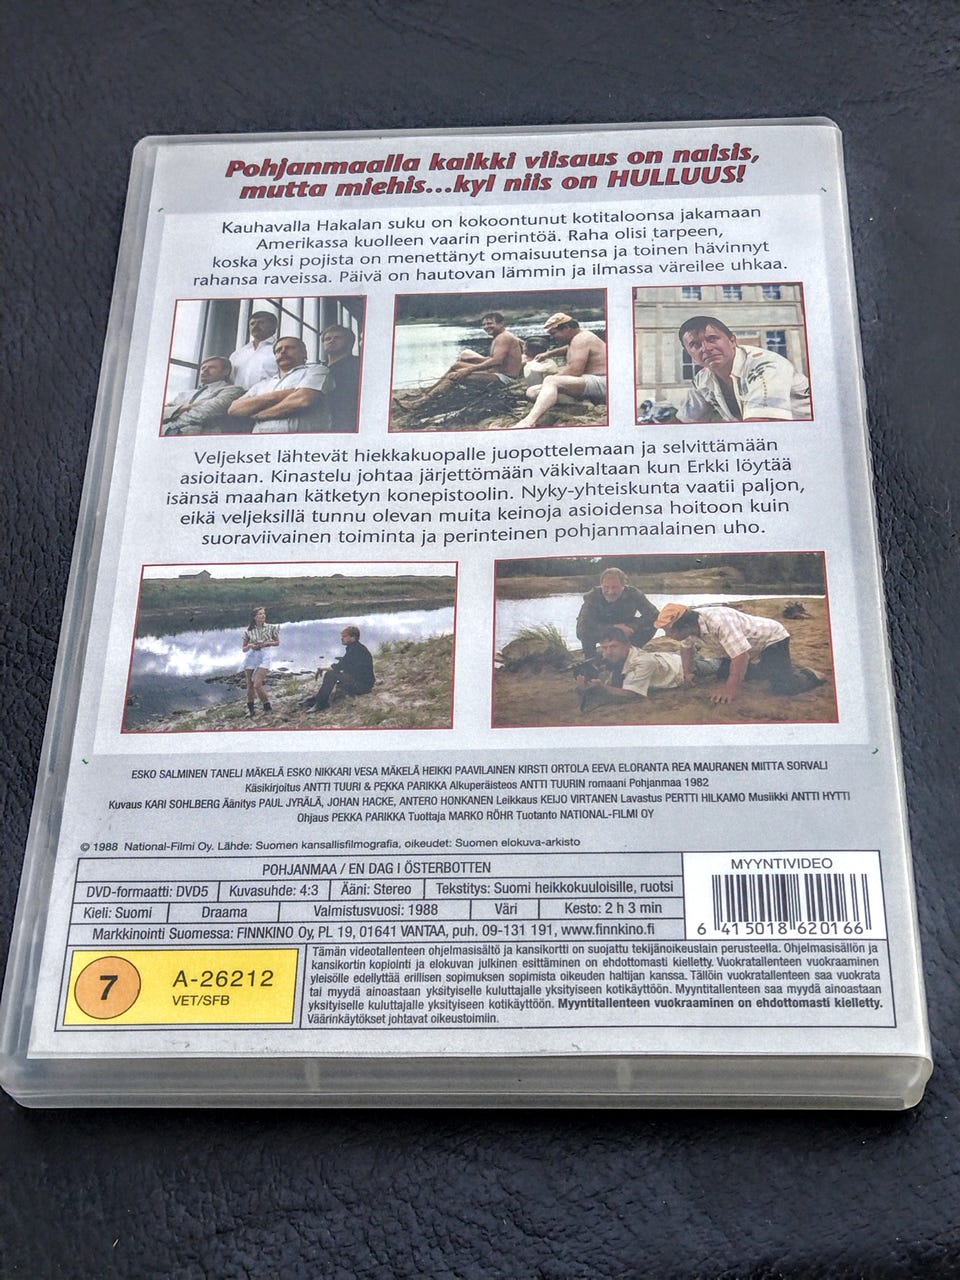 Pohjanmaalla kaikki viisaus on naisis,
mutta miehis...kyl niis on HULLUUS!
Kauhavalla Hakalan suku on kokoontunut kotitaloonsa jakamaan
Amerikassa kuolleen vaarin perintöä. Raha olisi tarpeen,
koska yksi pojista on menettänyt omaisuutensa ja toinen hävinnyt
rahansa raveissa. Päivä on hautovan lämmin ja ilmassa väreilee uhkaa.
Veljekset lähtevät hiekkakuopalle juopottelemaan ja selvittämään
asioitaan. Kinastelu johtaa järjettömään väkivaltaan kun Erkki löytää
isänsä maahan kätketyn konepistoolin. Nyky-yhteiskunta vaatii paljon,
eikä veljeksillä tunnu olevan muita keinoja asioidensa hoitoon kuin
suoraviivainen toiminta ja perinteinen pohjanmaalainen uho.
ESKO SALMINEN TANELI MÄKELÄ ESKO NIKKARI VESA MÄKELÄ HEIKKI PAAVILAINEN KIRSTI ORTOLA EEVA ELORANTA REA MAURANEN MIITTA SORVALI
Käsikirjoitus ANTTI TUURI & PEKKA PARIKKA Alkuperäisteos ANTTI TUURIN romaani Pohjanmaa 1982
Kuvaus KARI SOHLBERG Äänitys PAUL JYRÄLÄ, JOHAN HACKE, ANTERO HONKANEN Leikkaus KEIJO VIRTANEN Lavastus PERTTI HILKAMO Musiikki ANTTI HYTTI
Ohjaus PEKKA PARIKKA Tuottaja MARKO RÖHR Tuotanto NATIONAL-FILMI OY
© 1988 National-Filmi Oy. Lähde: Suomen kansallisfilmografia, oikeudet: Suomen elokuva-arkisto
POHJANMAA / EN DAG I ÖSTERBOTTEN
MYYNTIVIDEO
DVD-formaatti: DVD5 Kuvasuhde: 4:3 Ääni: Stereo Tekstitys: Suomi heikkokuuloisille, ruotsi
Kieli: Suomi Draama Valmistusvuosi: 1988 Väri Kesto: 2 h 3 min
Markkinointi Suomessa: FINNKINO Oy, PL 19, 01641 VANTAA, puh. 09-131 191, www.finnkino.fi
6 415018 620166
7
A-26212
VET/SFB
Tämän videotallenteen ohjelmasisältö ja kansikortti on suojattu tekijänoikeuslain perusteella. Ohjelmasisällön ja
kansikortin kopiointi ja elokuvan julkinen esittäminen on ehdottomasti kielletty. Vuokratallenteen vuokraaminen
yleisölle edellyttää erillisen sopimuksen sopimista oikeuden haltijan kanssa. Tällöin vuokratallenteen saa vuokrata
tai myydä ainoastaan yksityiselle kuluttajalle yksityiseen kotikäyttöön. Myyntitallenteen saa myydä ainoastaan
yksityiselle kuluttajalle yksityiseen kotikäyttöön. Myyntitallenteen vuokraaminen on ehdottomasti kielletty.
Väärinkäytökset johtavat oikeustoimiin.